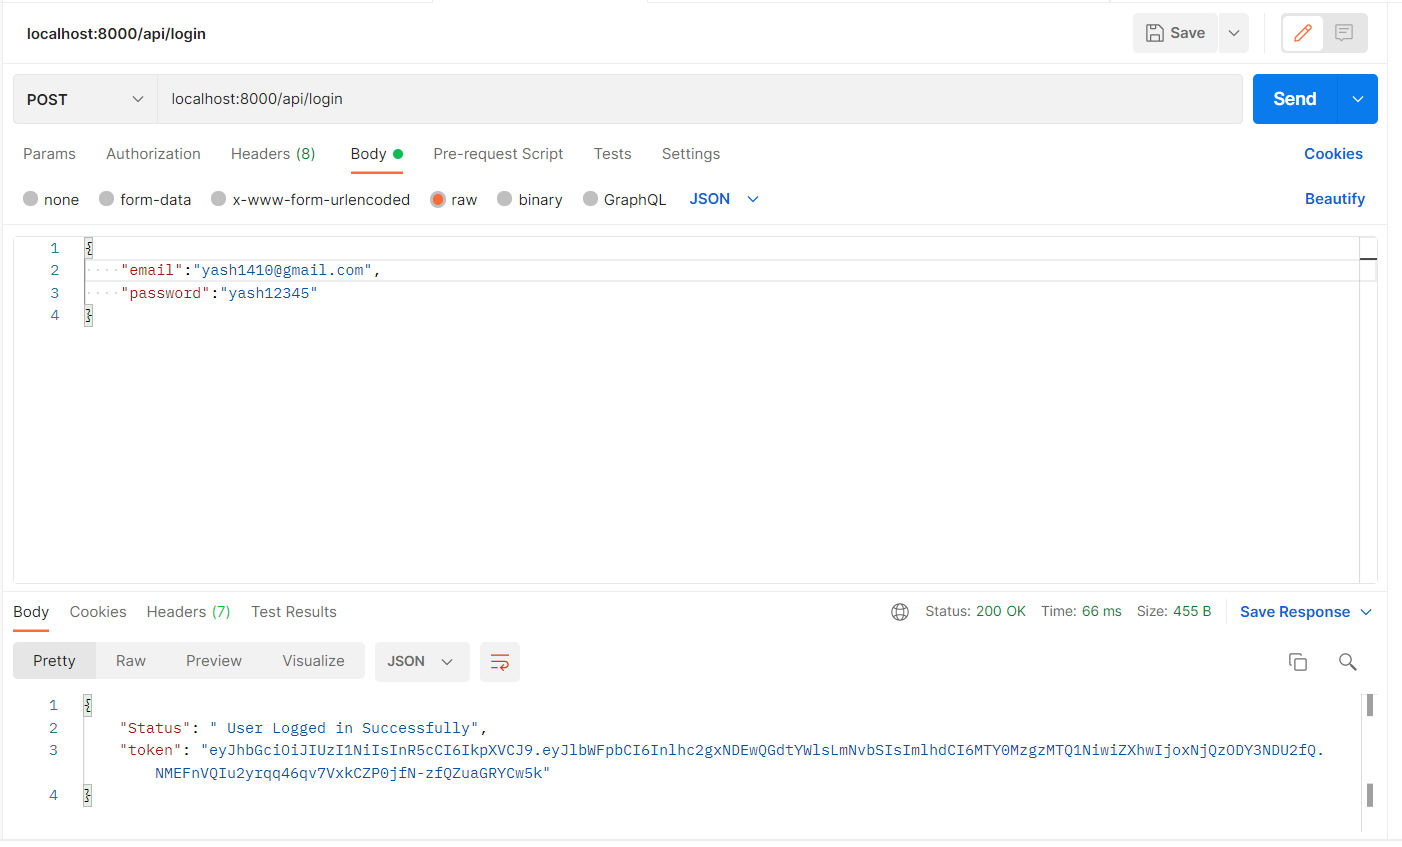 localhost:8000/api/login
Save
POST
localhost:8000/api/login
Send
Params Authorization Headers (8) Body Pre-request Script Tests Settings Cookies
none form-data x-www-form-urlencoded raw binary GraphQL JSON Beautify
1 {
2 "email":"yash1410@gmail.com",
3 "password":"yash12345"
4 }
Body Cookies Headers (7) Test Results Status: 200 OK Time: 66 ms Size: 455 B Save Response
Pretty Raw Preview Visualize JSON
1 {
2 "Status": " User Logged in Successfully",
3 "token": "eyJhbGciOiJIUzI1NiIsInR5cCI6IkpXVCJ9.eyJlbWFpbCI6Inlhc2gxNDEwQGdtYWlsLmNvbSIsImlhdCI6MTY0MzgzMTQ1NiwiZXhwIjoxNjQzODY3NDU2fQ.
NMEFnVQIu2yrqq46qv7VxkCZP0jfN-zfQZuaGRYCw5k"
4 }